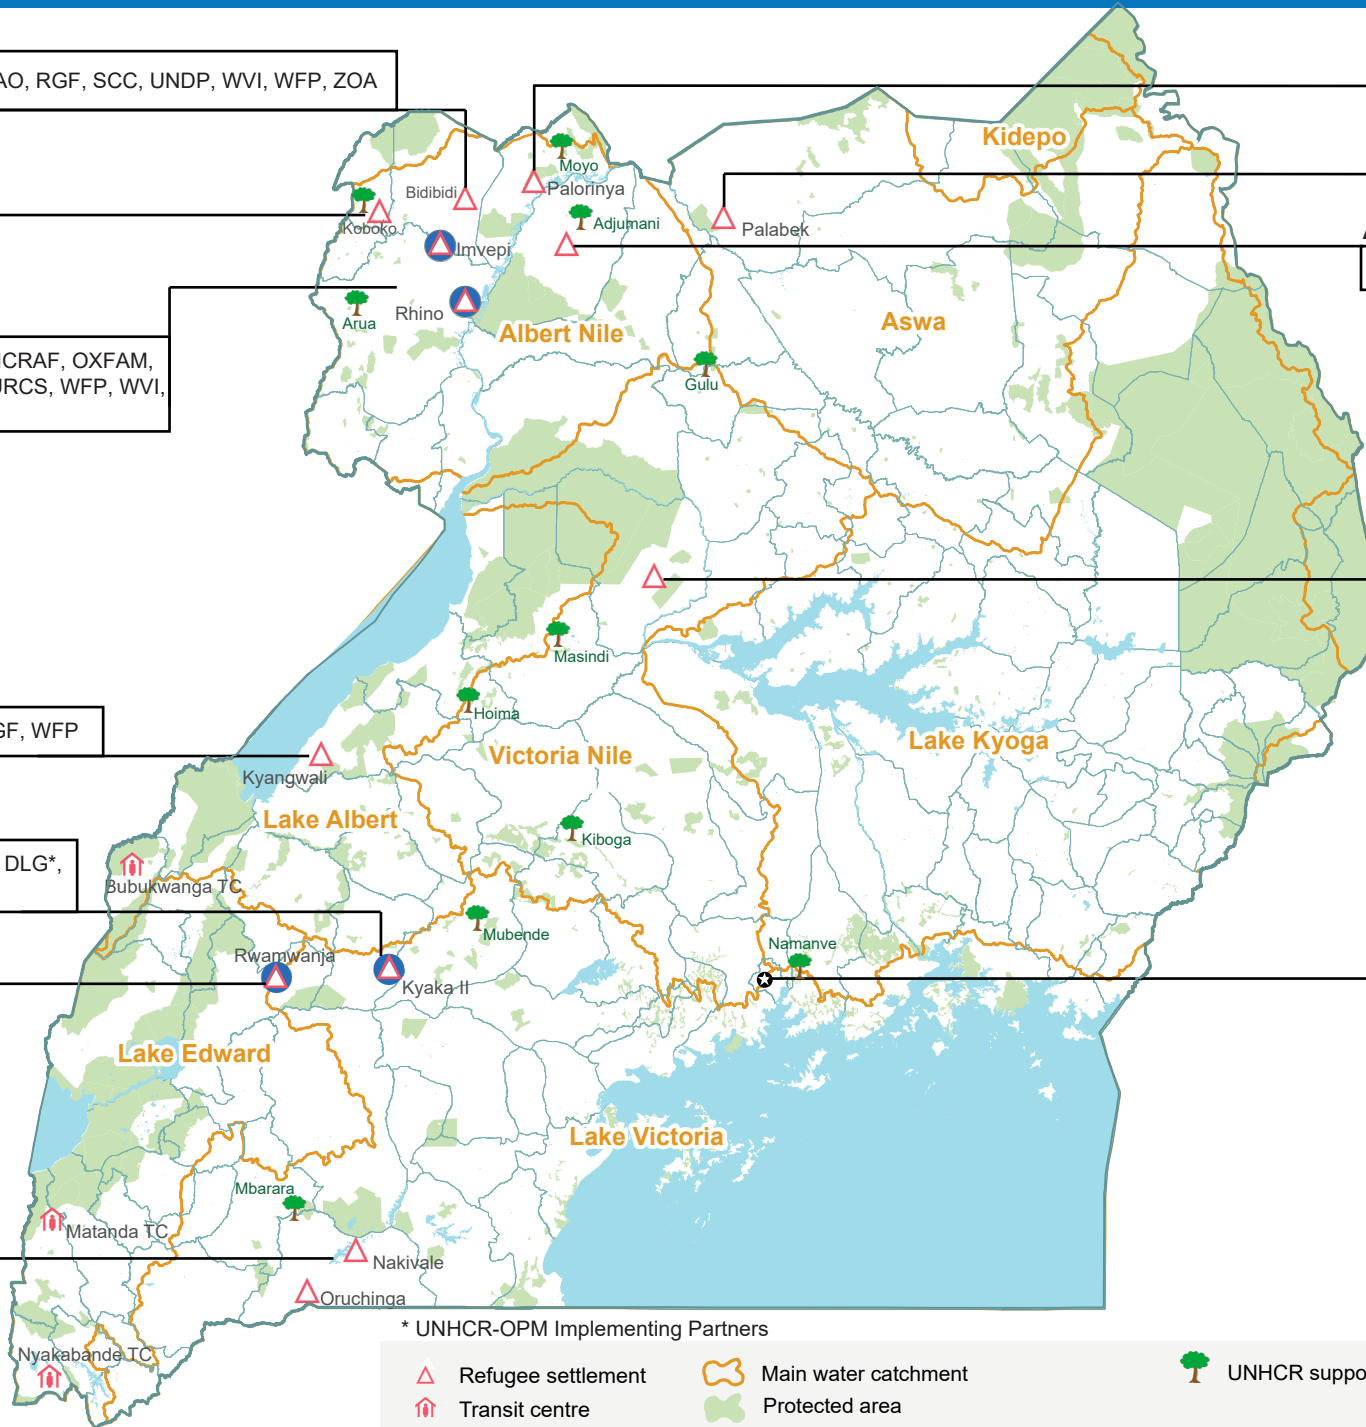 AO, RGF, SCC, UNDP, WVI, WFP, ZOA
Kidepo
Moyo
Palorinya
Bidibidi
Koboko
Adjumani
Palabek
Imvepi
Rhino
Arua
Albert Nile
Aswa
ICRAF, OXFAM,
URCS, WFP, WVI,
Gulu
Masindi
Hoima
GF, WFP
Kyangwali
Victoria Nile
Lake Kyoga
Lake Albert
Kiboga
DLG*,
Bubukwanga TC
Mubende
Namanve
Rwamwanja
Kyaka II
Lake Edward
Lake Victoria
Mbarara
Matanda TC
Nakivale
Oruchinga
Nyakabande TC
* UNHCR-OPM Implementing Partners
Refugee settlement
Main water catchment
UNHCR suppo
Transit centre
Protected area